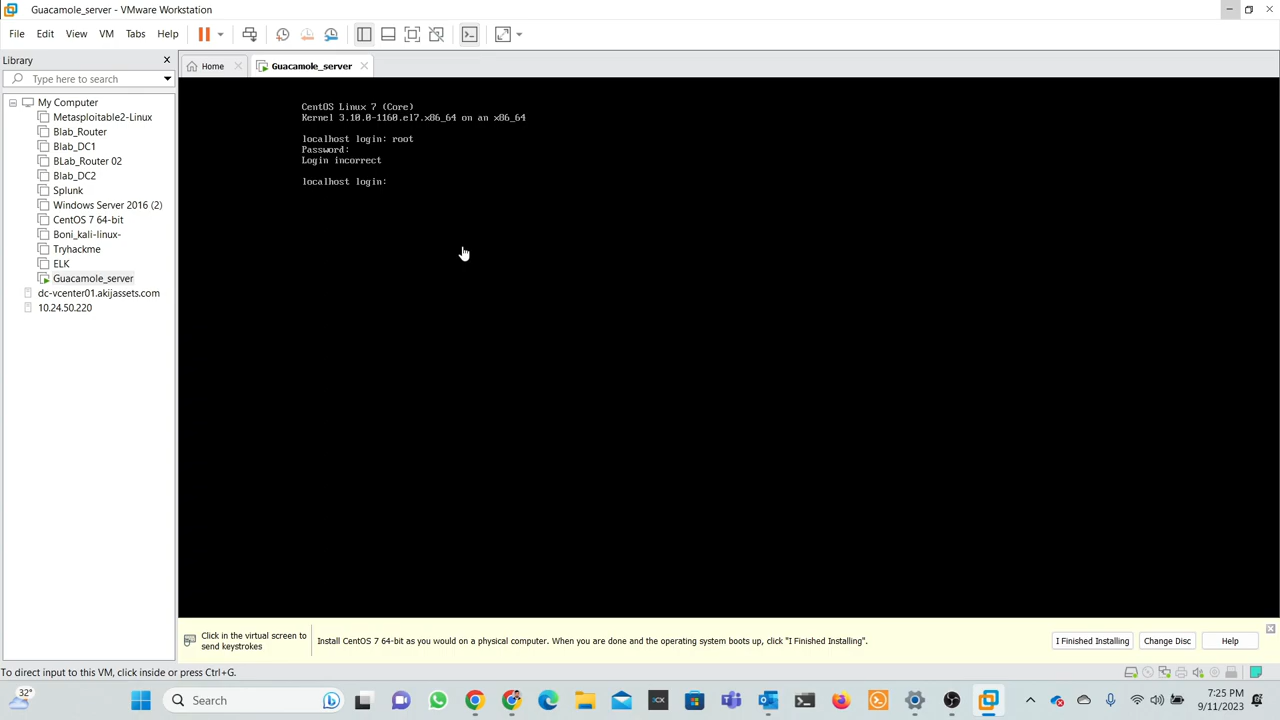 Guacamole_server - VMware Workstation
File Edit View VM Tabs Help
Library
Type here to search
Home
Guacamole_server
My Computer
Metasploitable2-Linux
Blab_Router
Blab_DC1
BLab_Router 02
Blab_DC2
Splunk
Windows Server 2016 (2)
CentOS 7 64-bit
Boni_kali-linux-
Tryhackme
ELK
Guacamole_server
dc-vcenter01.akijassets.com
10.24.50.220
CentOS Linux 7 (Core)
Kernel 3.10.0-1160.el7.x86_64 on an x86_64
localhost login: root
Password:
Login incorrect
localhost login:
Click in the virtual screen to
send keystrokes
Install CentOS 7 64-bit as you would on a physical computer. When you are done and the operating system boots up, click "I Finished Installing".
I Finished Installing
Change Disc
Help
To direct input to this VM, click inside or press Ctrl+G.
32°
Search
7:25 PM
9/11/2023